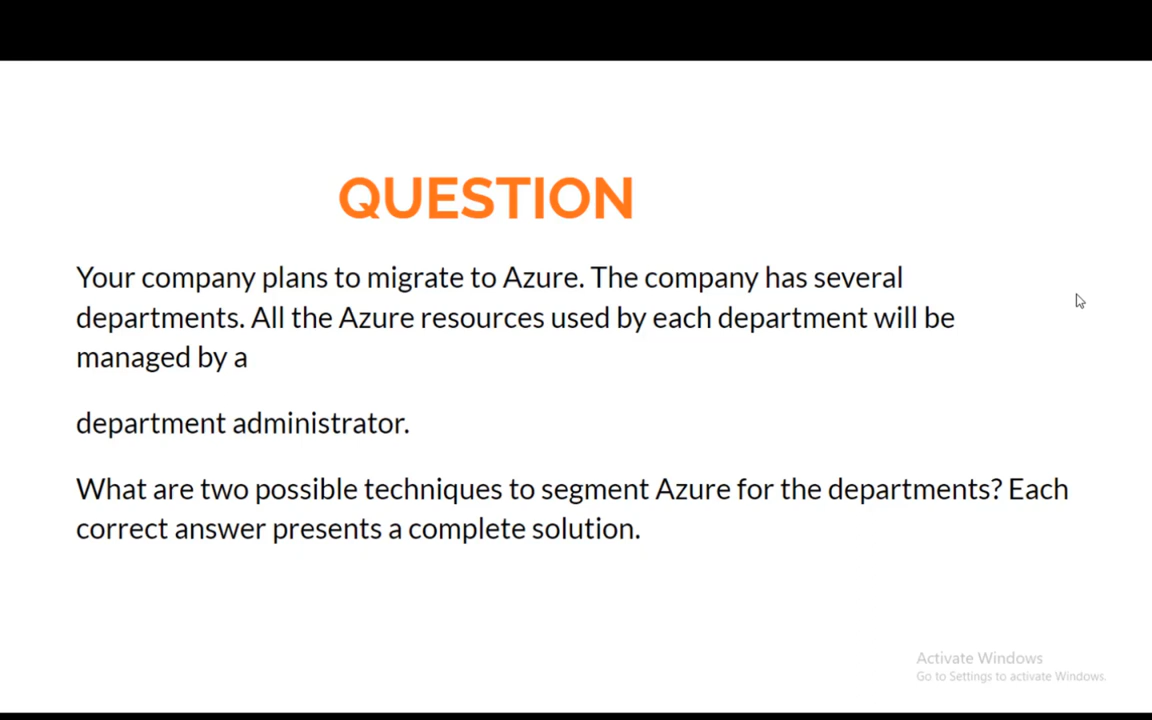 QUESTION
Your company plans to migrate to Azure. The company has several
departments. All the Azure resources used by each department will be
managed by a
department administrator.
What are two possible techniques to segment Azure for the departments? Each
correct answer presents a complete solution.
Activate Windows
Go to Settings to activate Windows.